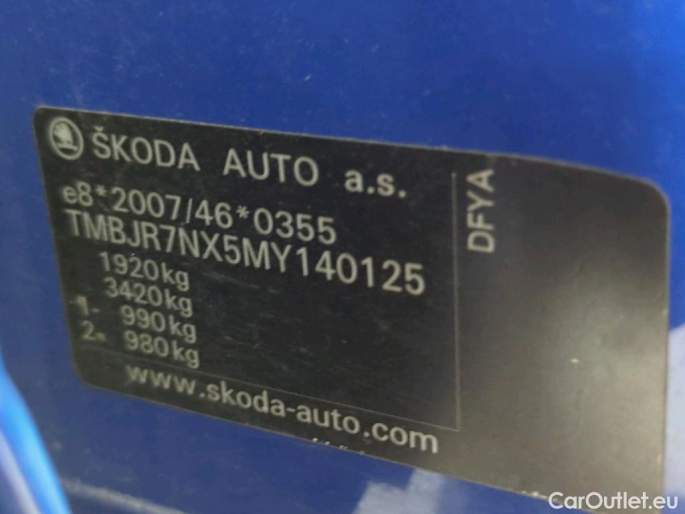 ŠKODA AUTO a.s.
e8*2007/46*0355
TMBJR7NX5MY140125
1920kg
3420kg
-1- 990kg
2- 980kg
www.skoda-auto.com
DFYA
CarOutlet.eu